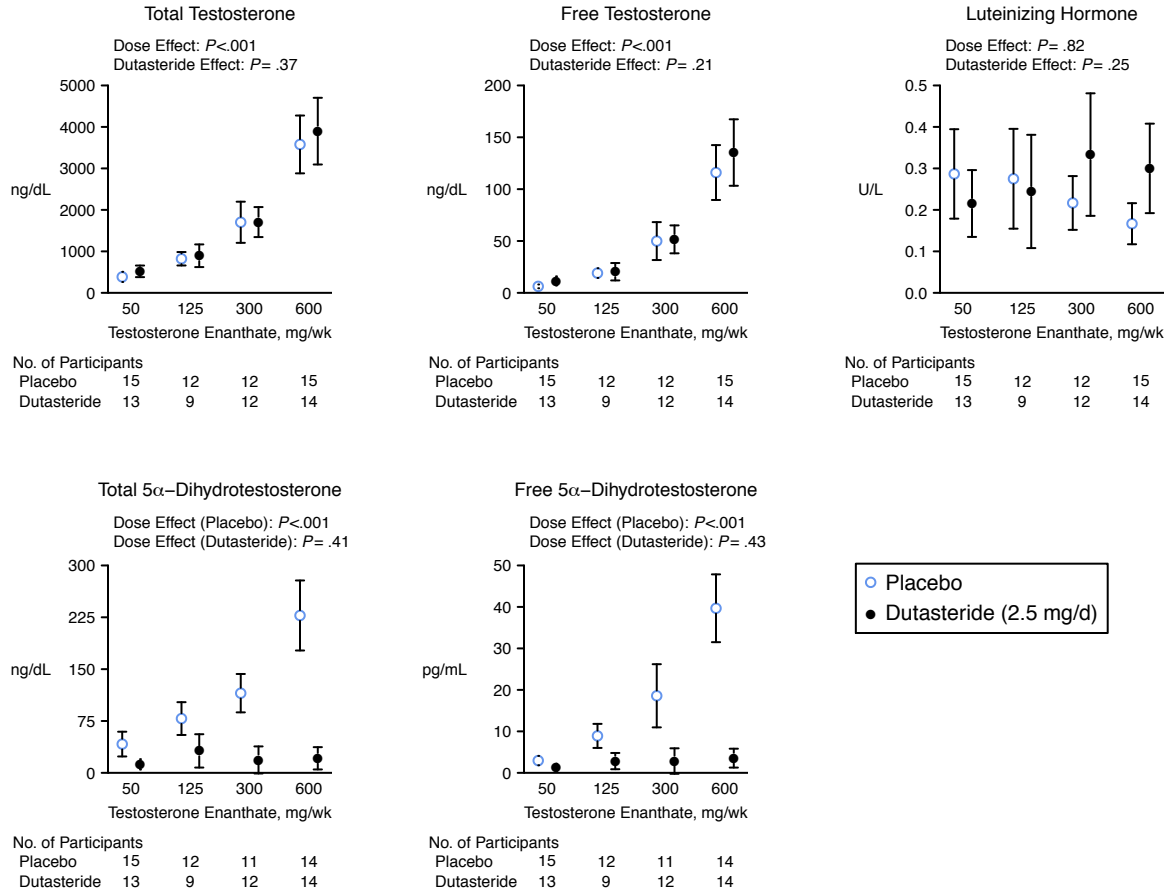 Total Testosterone
Dose Effect: P<.001
Dutasteride Effect: P= .37
5000
4000
3000
2000
1000
0
ng/dL
50 125 300 600
Testosterone Enanthate, mg/wk
No. of Participants
Placebo 15 12 12 15
Dutasteride 13 9 12 14
Free Testosterone
Dose Effect: P<.001
Dutasteride Effect: P= .21
200
150
100
50
0
ng/dL
50 125 300 600
Testosterone Enanthate, mg/wk
No. of Participants
Placebo 15 12 12 15
Dutasteride 13 9 12 14
Luteinizing Hormone
Dose Effect: P= .82
Dutasteride Effect: P= .25
0.5
0.4
0.3
0.2
0.1
0.0
U/L
50 125 300 600
Testosterone Enanthate, mg/wk
No. of Participants
Placebo 15 12 12 15
Dutasteride 13 9 12 14
Total 5α−Dihydrotestosterone
Dose Effect (Placebo): P<.001
Dose Effect (Dutasteride): P= .41
300
225
150
75
0
ng/dL
50 125 300 600
Testosterone Enanthate, mg/wk
No. of Participants
Placebo 15 12 11 14
Dutasteride 13 9 12 14
Free 5α−Dihydrotestosterone
Dose Effect (Placebo): P<.001
Dose Effect (Dutasteride): P= .43
50
40
30
20
10
0
pg/mL
50 125 300 600
Testosterone Enanthate, mg/wk
No. of Participants
Placebo 15 12 11 14
Dutasteride 13 9 12 14
Placebo
Dutasteride (2.5 mg/d)